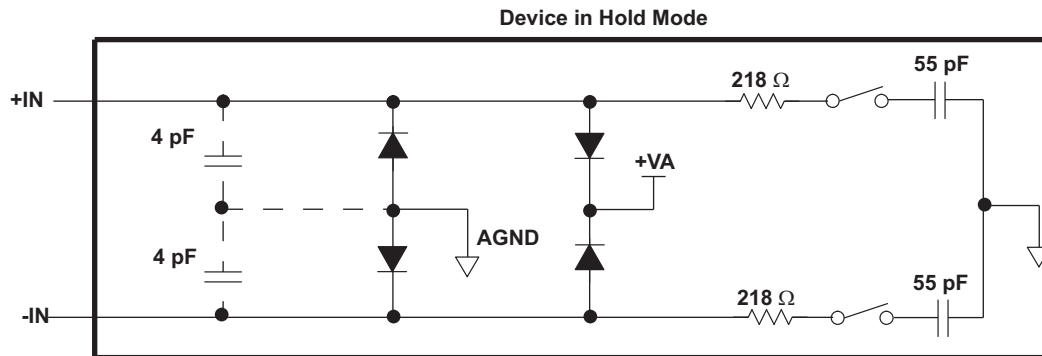 Device in Hold Mode
55 pF
218 Ω
+IN
4 pF
+VA
AGND
4 pF
55 pF
218 Ω
-IN